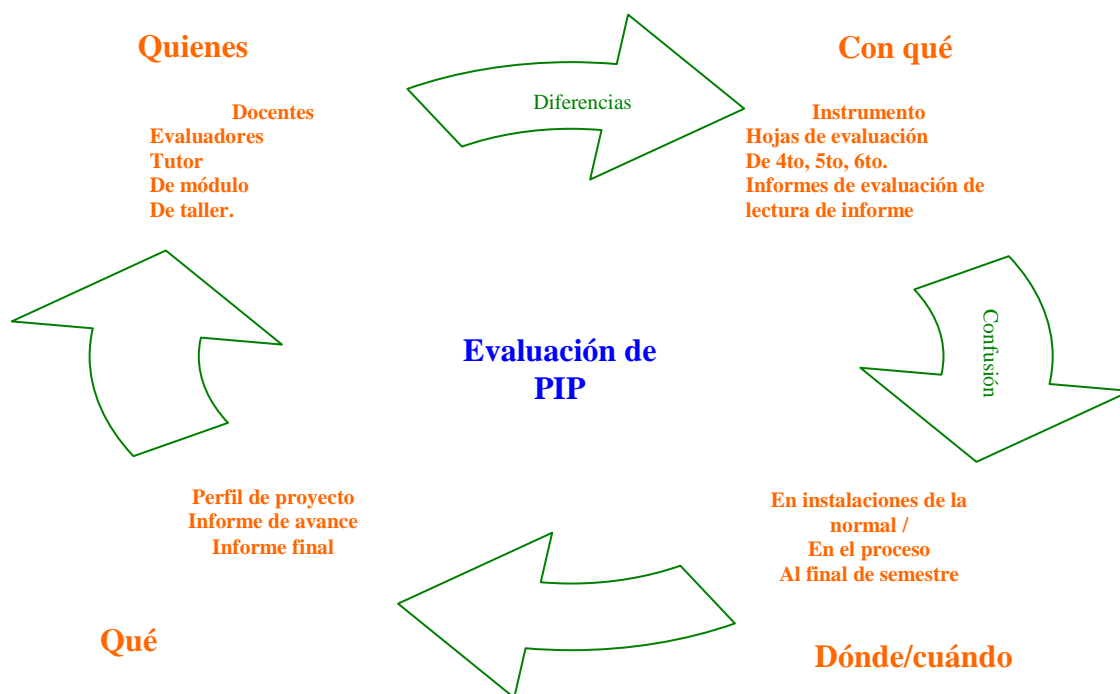 Quienes
Docentes
Evaluadores
Tutor
De módulo
De taller.
Diferencias
Con qué
Instrumento
Hojas de evaluación
De 4to, 5to, 6to.
Informes de evaluación de
lectura de informe
Confusión
Evaluación de
PIP
Perfil de proyecto
Informe de avance
Informe final
Qué
En instalaciones de la
normal /
En el proceso
Al final de semestre
Dónde/cuándo